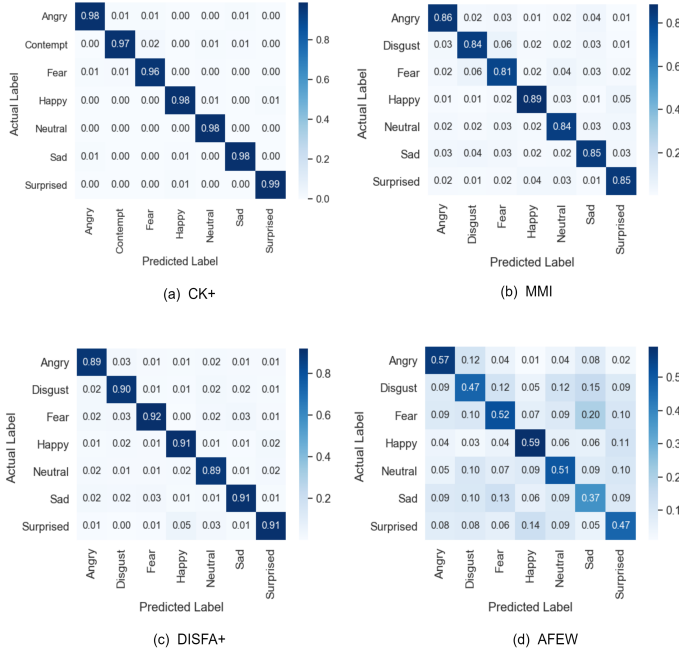 Actual Label
Angry 0.98 0.01 0.01 0.00 0.00 0.01 0.00
Contempt 0.00 0.97 0.02 0.00 0.01 0.00 0.00
Fear 0.01 0.01 0.96 0.00 0.00 0.00 0.00
Happy 0.00 0.00 0.00 0.98 0.01 0.00 0.01
Neutral 0.00 0.00 0.00 0.00 0.98 0.00 0.00
Sad 0.01 0.00 0.00 0.00 0.01 0.98 0.00
Surprised 0.00 0.00 0.01 0.00 0.00 0.00 0.99
Angry Contempt Fear Happy Neutral Sad Surprised
Predicted Label
0.8
0.6
0.4
0.2
0.0
(a) CK+
Actual Label
Angry 0.86 0.02 0.03 0.01 0.02 0.04 0.01
Disgust 0.03 0.84 0.06 0.02 0.03 0.03 0.01
Fear 0.02 0.06 0.81 0.02 0.04 0.03 0.02
Happy 0.01 0.01 0.02 0.89 0.03 0.01 0.05
Neutral 0.02 0.02 0.03 0.02 0.84 0.03 0.03
Sad 0.03 0.04 0.03 0.02 0.02 0.85 0.03
Surprised 0.02 0.01 0.02 0.04 0.03 0.01 0.85
Angry Disgust Fear Happy Neutral Sad Surprised
Predicted Label
0.8
0.6
0.4
0.2
(b) MMI
Actual Label
Angry 0.89 0.03 0.01 0.01 0.02 0.01 0.01
Disgust 0.02 0.90 0.01 0.01 0.02 0.02 0.01
Fear 0.02 0.03 0.92 0.00 0.02 0.03 0.01
Happy 0.01 0.02 0.01 0.91 0.01 0.01 0.02
Neutral 0.02 0.01 0.01 0.02 0.89 0.01 0.02
Sad 0.02 0.02 0.03 0.01 0.01 0.91 0.01
Surprised 0.01 0.00 0.01 0.05 0.03 0.01 0.91
Angry Disgust Fear Happy Neutral Sad Surprised
Predicted Label
0.8
0.6
0.4
0.2
(c) DISFA+
Actual Label
Angry 0.57 0.12 0.04 0.01 0.04 0.08 0.02
Disgust 0.09 0.47 0.12 0.05 0.12 0.15 0.09
Fear 0.09 0.10 0.52 0.07 0.09 0.20 0.10
Happy 0.04 0.03 0.04 0.59 0.06 0.06 0.11
Neutral 0.05 0.10 0.07 0.09 0.51 0.09 0.10
Sad 0.09 0.10 0.13 0.06 0.09 0.37 0.09
Surprised 0.08 0.08 0.06 0.14 0.09 0.05 0.47
Angry Disgust Fear Happy Neutral Sad Surprised
Predicted Label
0.5
0.4
0.3
0.2
0.1
(d) AFEW